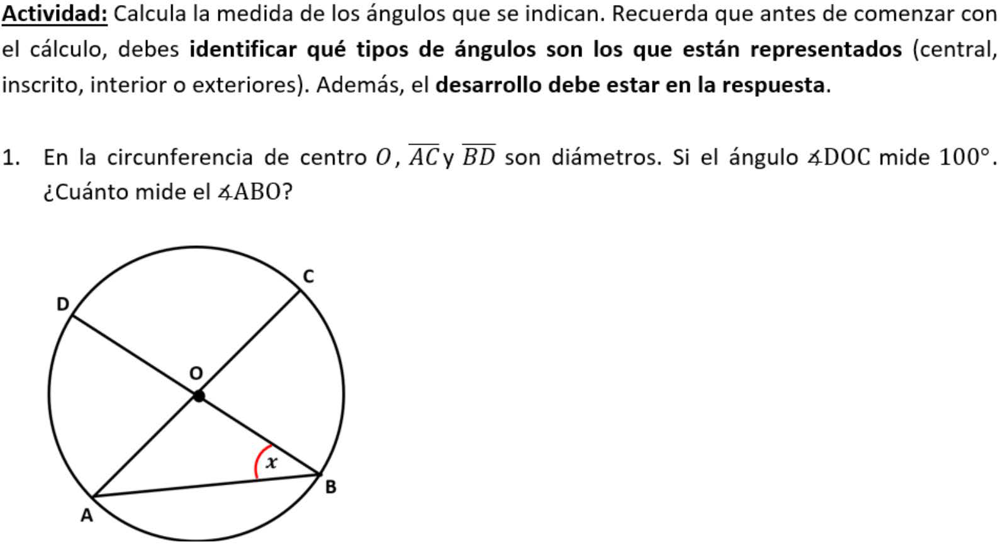 Actividad: Calcula la medida de los ángulos que se indican. Recuerda que antes de comenzar con
el cálculo, debes identificar qué tipos de ángulos son los que están representados (central,
inscrito, interior o exteriores). Además, el desarrollo debe estar en la respuesta.
1. En la circunferencia de centro O, A̅C̅ y B̅D̅ son diámetros. Si el ángulo ∡DOC mide 100°.
¿Cuánto mide el ∡ABO?
C
D
O
x
B
A